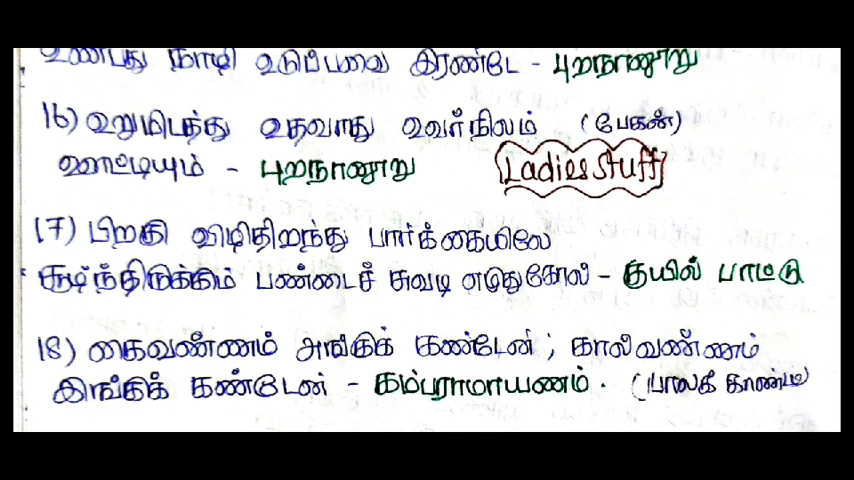 உண்பது நாழி உடுப்பவை இரண்டே - புறநானூறு
16) உறுமிடத்து உதவாது உவர்நிலம் (பேகன்)
ஊட்டியும் - புறநானூறு
Ladies Stuff
17) பிறகு விழிதிறந்து பார்க்கையிலே
சூழ்ந்திருக்கும் பண்டைச் சுவடி எழுதுகோல் - குயில் பாட்டு
18) கைவண்ணம் அங்குக் கண்டேன் ; கால்வண்ணம்
இங்குக் கண்டேன் - கம்பராமாயணம். (பாலகாண்டம்)